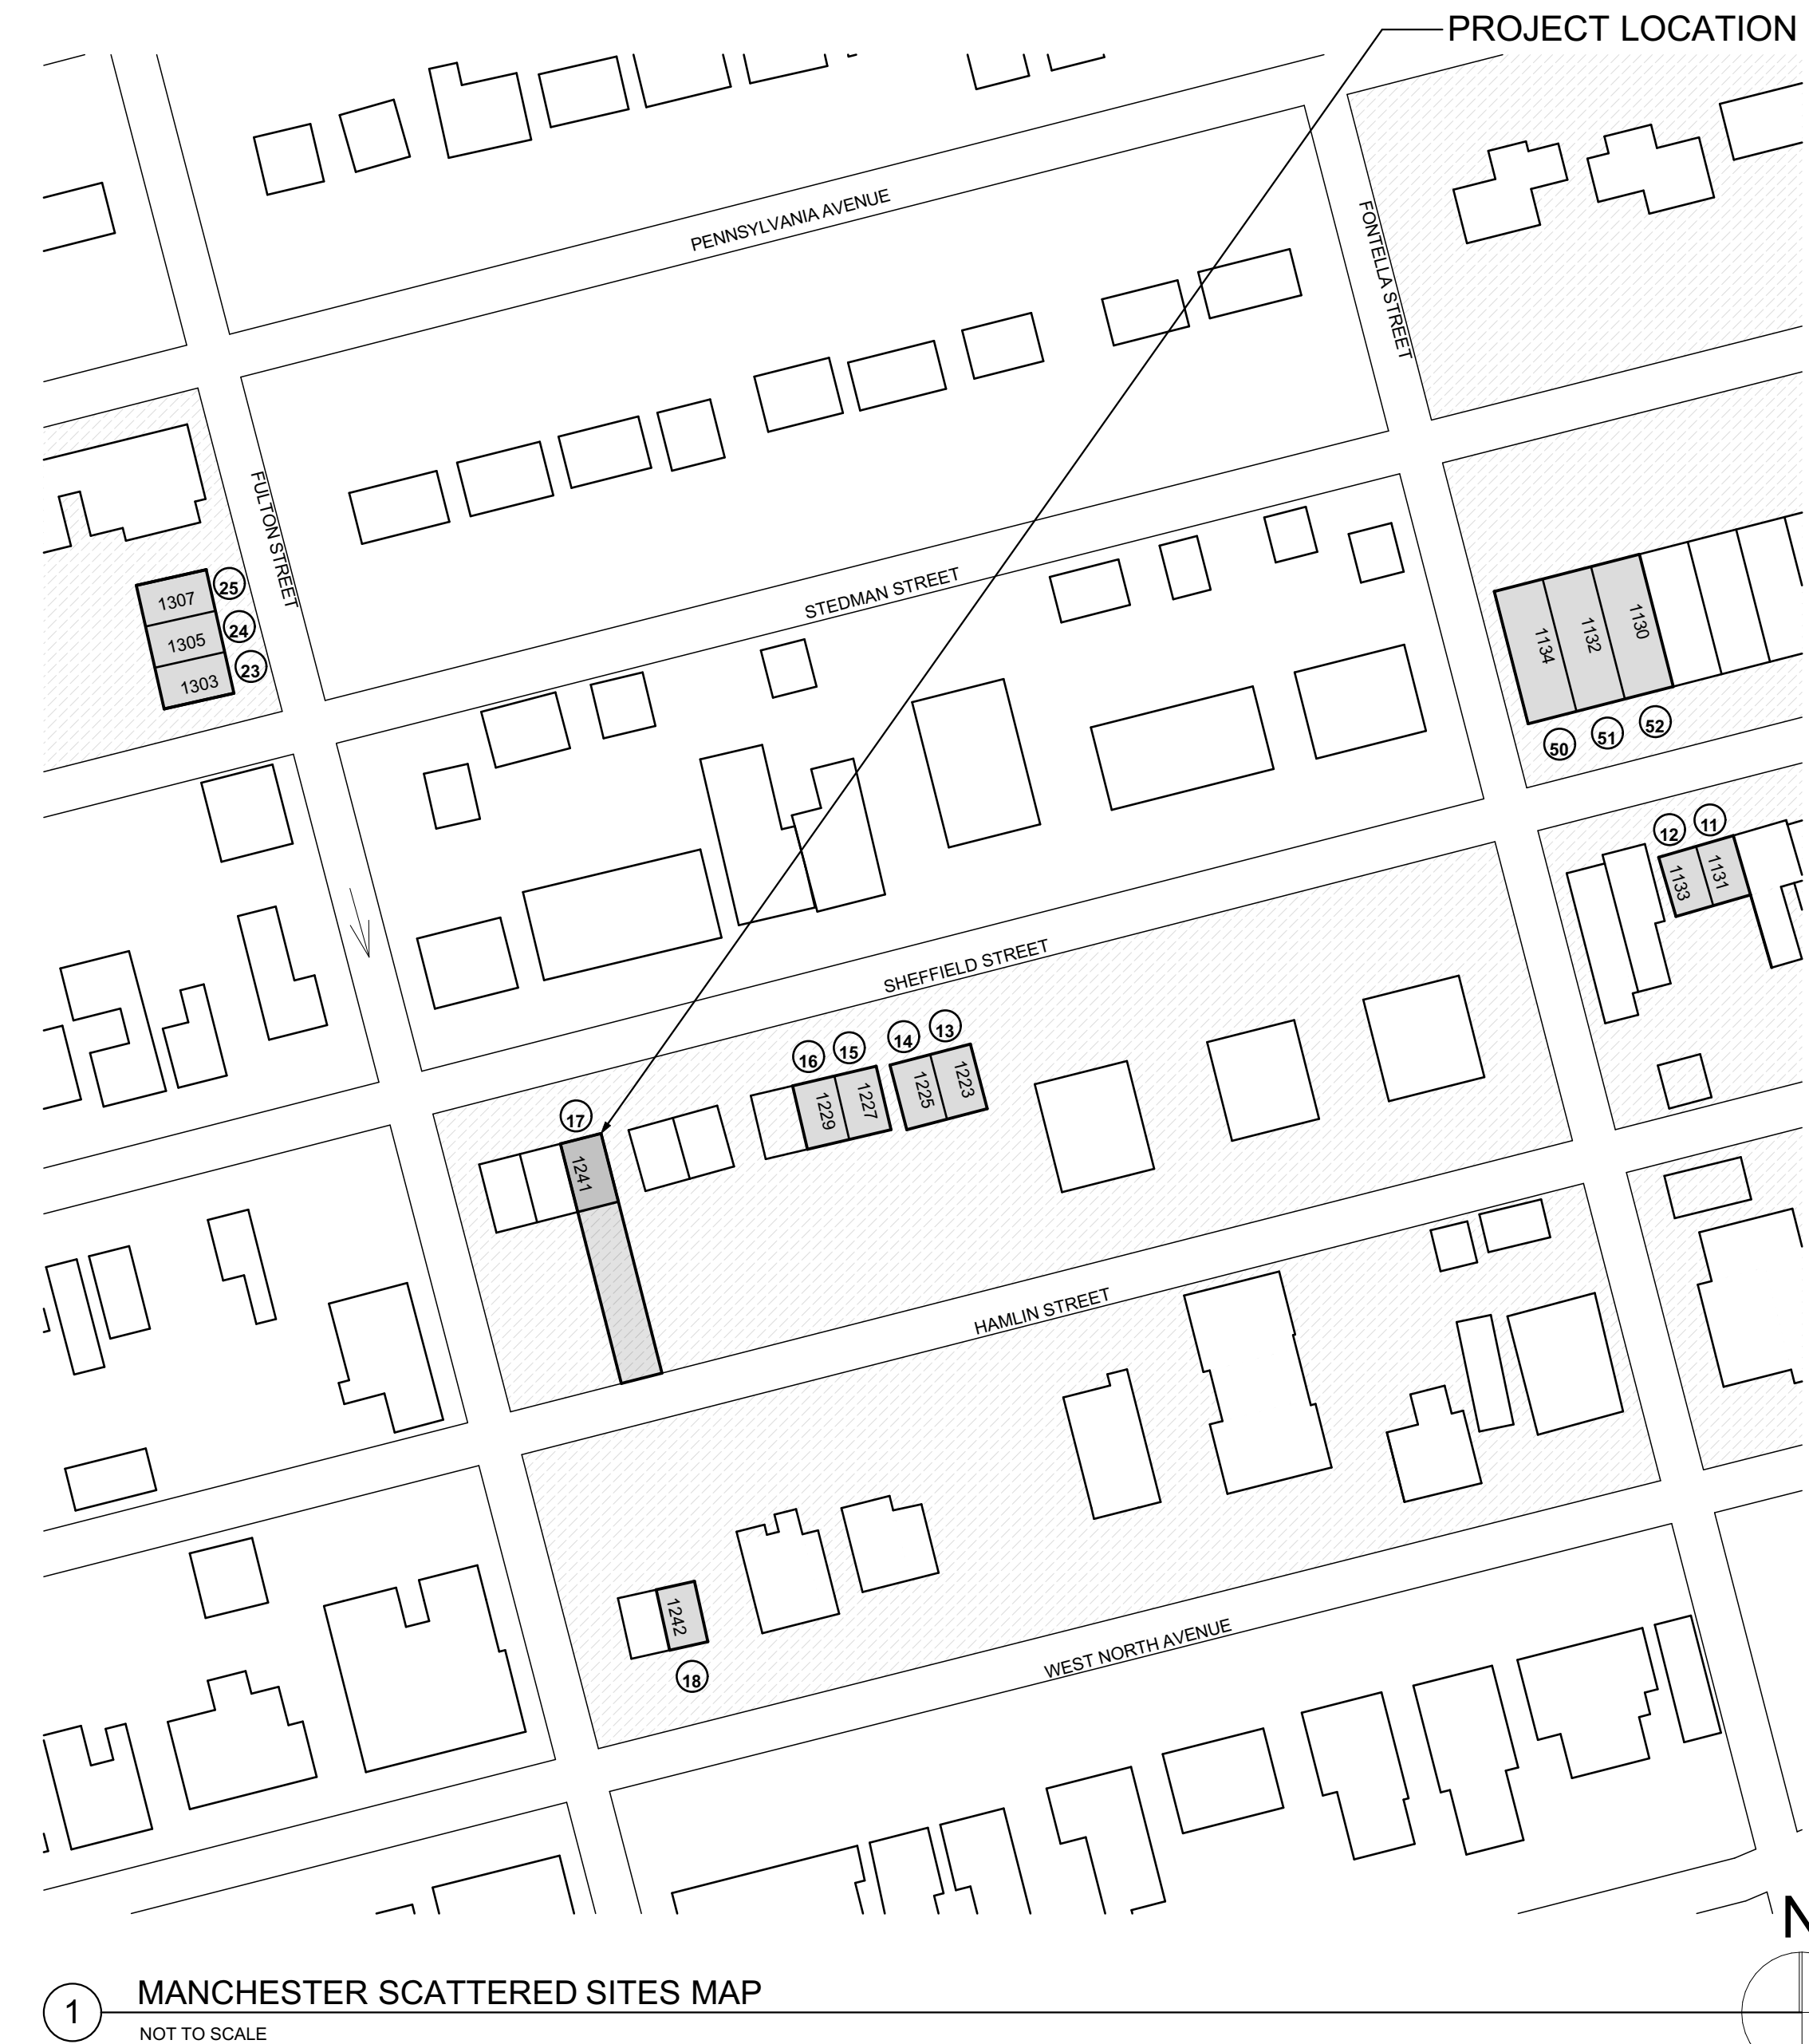 PROJECT LOCATION
PENNSYLVANIA AVENUE
FONTELLA STREET
FULTON STREET
STEDMAN STREET
1307
25
1305
24
1303
23
1134
1132
1130
50
51
52
12
11
1133
1131
SHEFFIELD STREET
16
15
14
13
1229
1227
1225
1223
17
1241
HAMLIN STREET
1242
18
WEST NORTH AVENUE
N
1
MANCHESTER SCATTERED SITES MAP
NOT TO SCALE